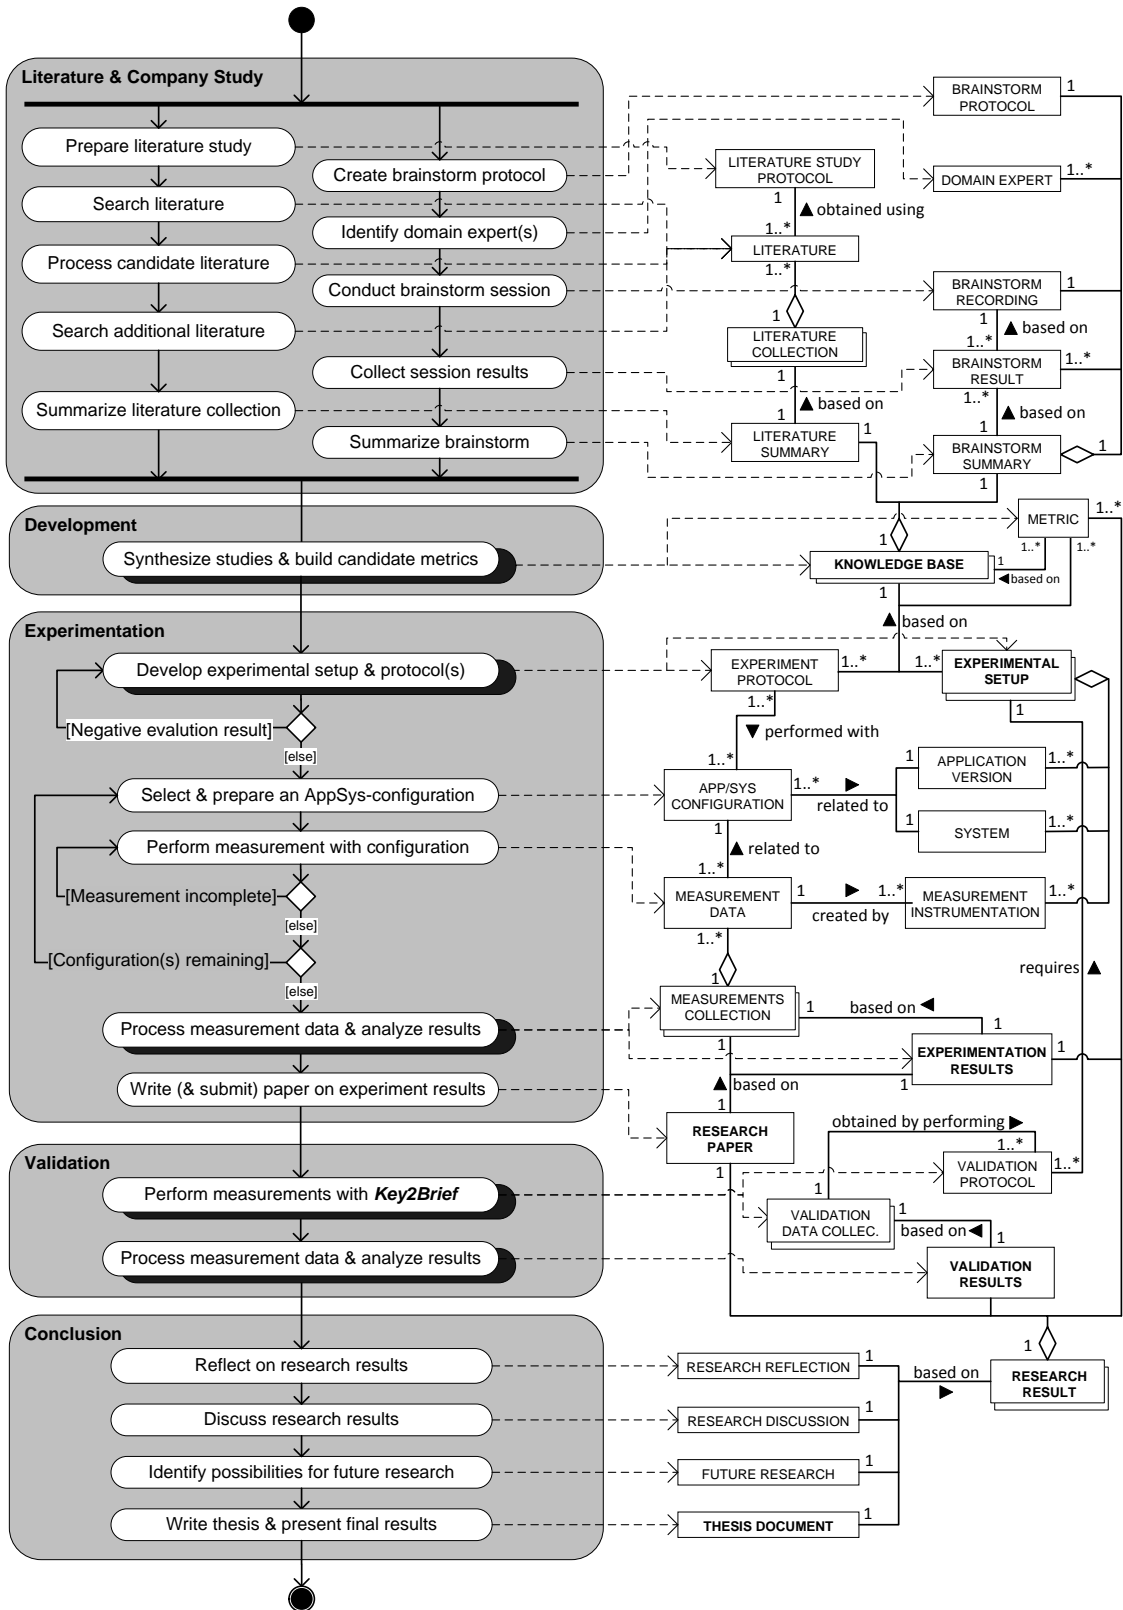 Literature & Company Study
Prepare literature study
Search literature
Process candidate literature
Search additional literature
Summarize literature collection
Create brainstorm protocol
Identify domain expert(s)
Conduct brainstorm session
Collect session results
Summarize brainstorm
LITERATURE STUDY
PROTOCOL
1
▲ obtained using
1..*
LITERATURE
1..*
1
LITERATURE
COLLECTION
1
▲ based on
LITERATURE
SUMMARY
1
BRAINSTORM
PROTOCOL
1
DOMAIN EXPERT
1..*
BRAINSTORM
RECORDING
1
1
▲ based on
1..*
BRAINSTORM
RESULT
1..*
1..*
▲ based on
1
BRAINSTORM
SUMMARY
1
1
Development
Synthesize studies & build candidate metrics
METRIC
1..*
1..*
1..*
1
KNOWLEDGE BASE
1
◀ based on
1
▲ based on
Experimentation
Develop experimental setup & protocol(s)
[Negative evalution result]
[else]
Select & prepare an AppSys-configuration
Perform measurement with configuration
[Measurement incomplete]
[else]
[Configuration(s) remaining]
[else]
Process measurement data & analyze results
Write (& submit) paper on experiment results
EXPERIMENT
PROTOCOL
1..*
1..*
EXPERIMENTAL
SETUP
1..*
1
▼ performed with
1..*
APP/SYS
CONFIGURATION
1..*
▶
related to
1
APPLICATION
VERSION
1..*
1
SYSTEM
1..*
1
▲ related to
1..*
MEASUREMENT
DATA
1
▶
created by
1..*
MEASUREMENT
INSTRUMENTATION
1..*
1..*
requires ▲
1
MEASUREMENTS
COLLECTION
1
based on ◀
1
EXPERIMENTATION
RESULTS
1
1
1
▲ based on
1
RESEARCH
PAPER
1
obtained by performing ▶
1..*
VALIDATION
PROTOCOL
1..*
Validation
Perform measurements with Key2Brief
Process measurement data & analyze results
1
VALIDATION
DATA COLLEC.
1
based on ◀
1
VALIDATION
RESULTS
Conclusion
Reflect on research results
Discuss research results
Identify possibilities for future research
Write thesis & present final results
RESEARCH REFLECTION
1
RESEARCH DISCUSSION
1
FUTURE RESEARCH
1
THESIS DOCUMENT
1
based on
▶
1
RESEARCH
RESULT